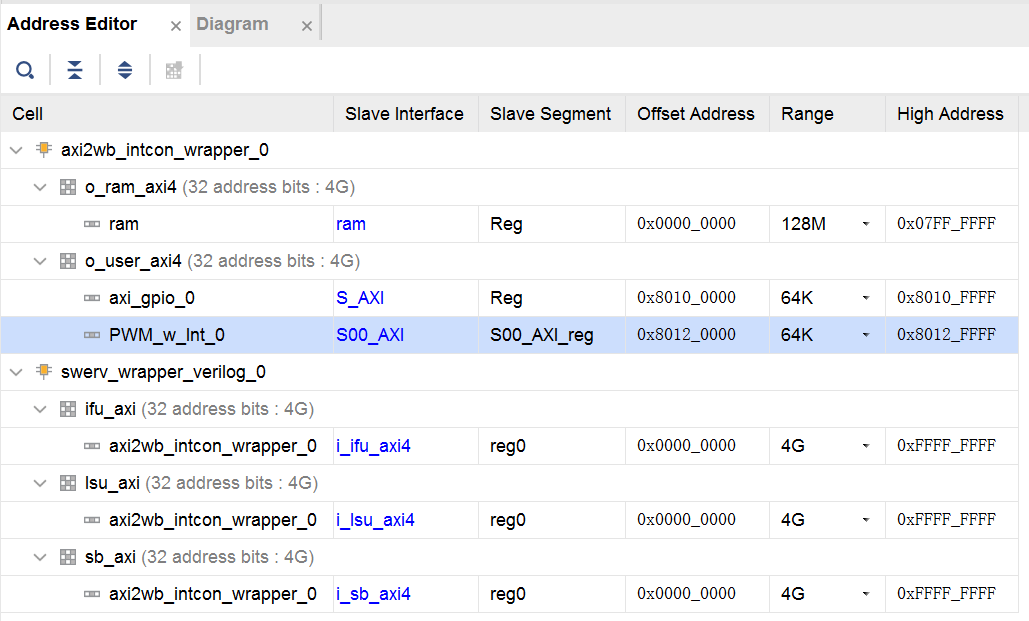 Address Editor × Diagram ×
Cell Slave Interface Slave Segment Offset Address Range High Address
axi2wb_intcon_wrapper_0
o_ram_axi4 (32 address bits : 4G)
ram ram Reg 0x0000_0000 128M 0x07FF_FFFF
o_user_axi4 (32 address bits : 4G)
axi_gpio_0 S_AXI Reg 0x8010_0000 64K 0x8010_FFFF
PWM_w_Int_0 S00_AXI S00_AXI_reg 0x8012_0000 64K 0x8012_FFFF
swerv_wrapper_verilog_0
ifu_axi (32 address bits : 4G)
axi2wb_intcon_wrapper_0 i_ifu_axi4 reg0 0x0000_0000 4G 0xFFFF_FFFF
lsu_axi (32 address bits : 4G)
axi2wb_intcon_wrapper_0 i_lsu_axi4 reg0 0x0000_0000 4G 0xFFFF_FFFF
sb_axi (32 address bits : 4G)
axi2wb_intcon_wrapper_0 i_sb_axi4 reg0 0x0000_0000 4G 0xFFFF_FFFF